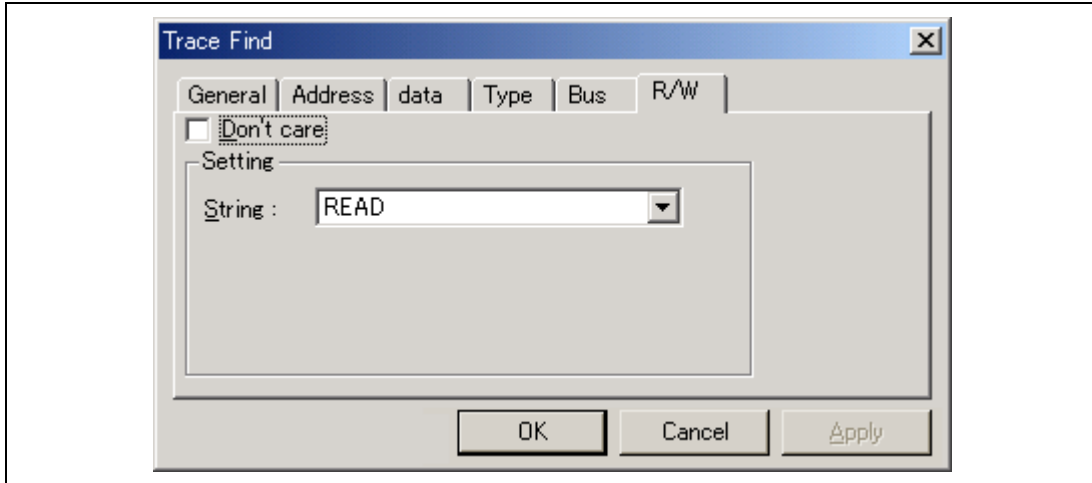 Trace Find
General Address data Type Bus R/W
Don't care
Setting
String : READ
OK Cancel Apply